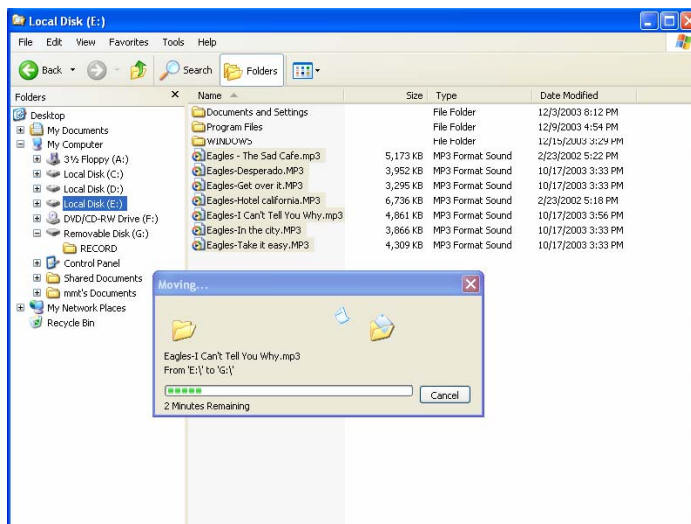 Local Disk (E:)
File Edit View Favorites Tools Help
Back Search Folders
Folders X Name Size Type Date Modified
Desktop
My Documents
My Computer
3½ Floppy (A:)
Local Disk (C:)
Local Disk (D:)
Local Disk (E:)
DVD/CD-RW Drive (F:)
Removable Disk (G:)
RECORD
Control Panel
Shared Documents
mmt's Documents
My Network Places
Recycle Bin
Documents and Settings File Folder 12/3/2003 8:12 PM
Program Files File Folder 12/9/2003 4:54 PM
WINDOWS File Folder 12/15/2003 3:29 PM
Eagles - The Sad Cafe.mp3 5,173 KB MP3 Format Sound 2/23/2002 5:22 PM
Eagles-Desperado.MP3 3,952 KB MP3 Format Sound 10/17/2003 3:33 PM
Eagles-Get over it.MP3 3,295 KB MP3 Format Sound 10/17/2003 3:33 PM
Eagles-Hotel california.MP3 6,736 KB MP3 Format Sound 2/23/2002 5:18 PM
Eagles-I Can't Tell You Why.mp3 4,861 KB MP3 Format Sound 10/17/2003 3:56 PM
Eagles-In the city.MP3 3,866 KB MP3 Format Sound 10/17/2003 3:33 PM
Eagles-Take it easy.MP3 4,309 KB MP3 Format Sound 10/17/2003 3:33 PM
Moving...
Eagles-I Can't Tell You Why.mp3
From 'E:\' to 'G:\'
Cancel
2 Minutes Remaining